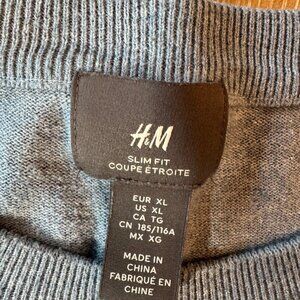 H&M
SLIM FIT
COUPE ÉTROITE
EUR XL
US XL
CA TG
CN 185/116A
MX XG
MADE IN
CHINA
FABRIQUÉ EN
CHINE